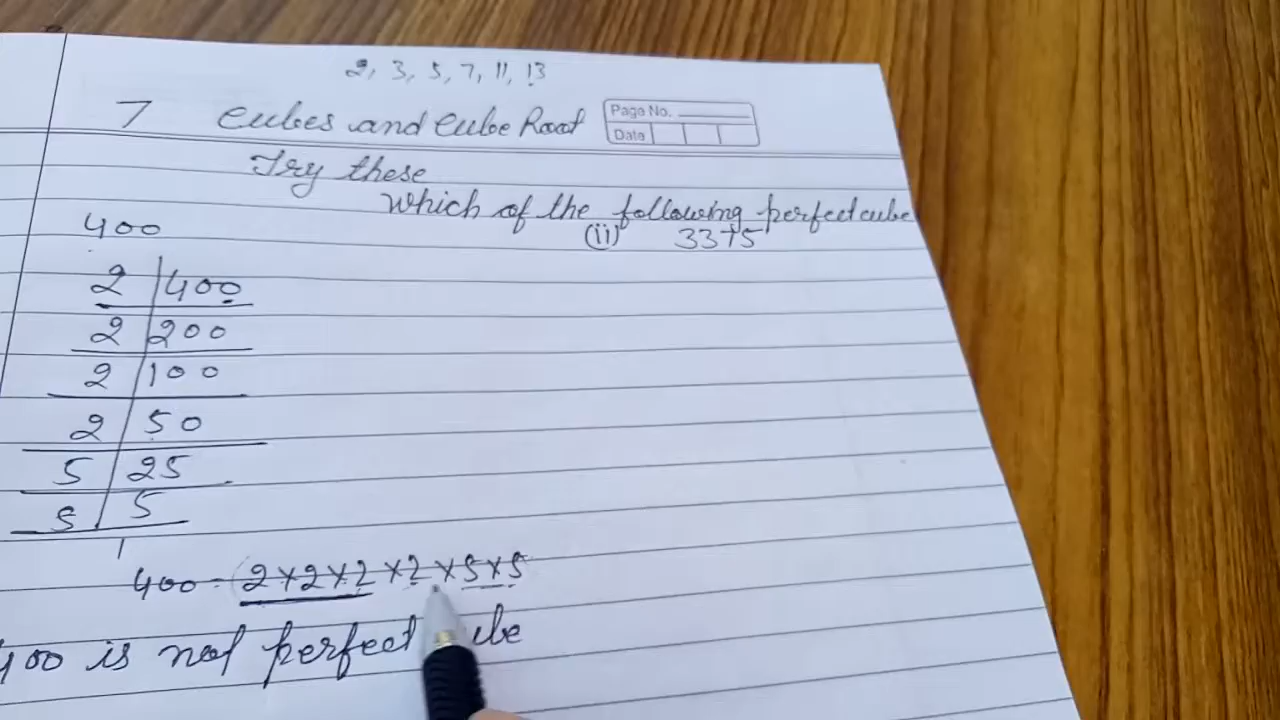 2, 3, 5, 7, 11, 13
7 Cubes and Cube Root
Page No.
Date
Try these
which of the following perfect cube
400
(ii) 3375
2 | 400
2 | 200
2 | 100
2 | 50
5 | 25
5 | 5
1
400 = 2×2×2×2×5×5
400 is not perfect ube